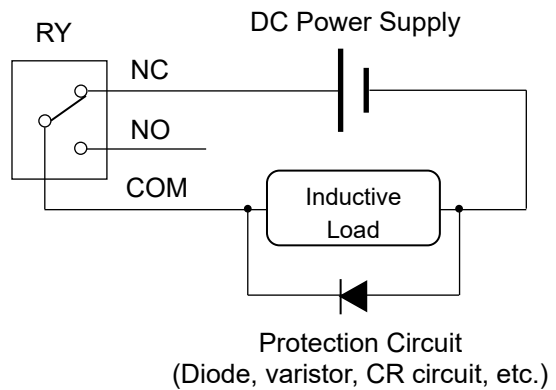 DC Power Supply
RY
NC
NO
COM
Inductive
Load
Protection Circuit
(Diode, varistor, CR circuit, etc.)